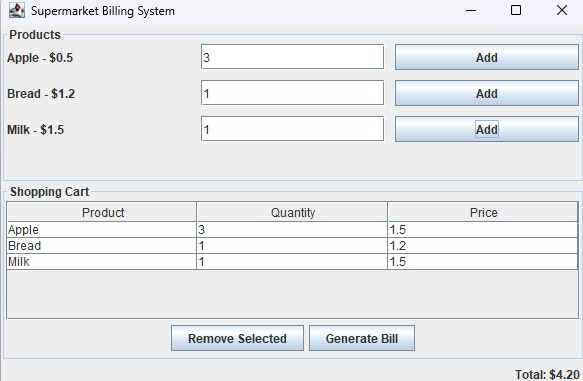 Supermarket Billing System
Products
Apple - $0.5 3 Add
Bread - $1.2 1 Add
Milk - $1.5 1 Add
Shopping Cart
Product Quantity Price
Apple 3 1.5
Bread 1 1.2
Milk 1 1.5
Remove Selected Generate Bill
Total: $4.20